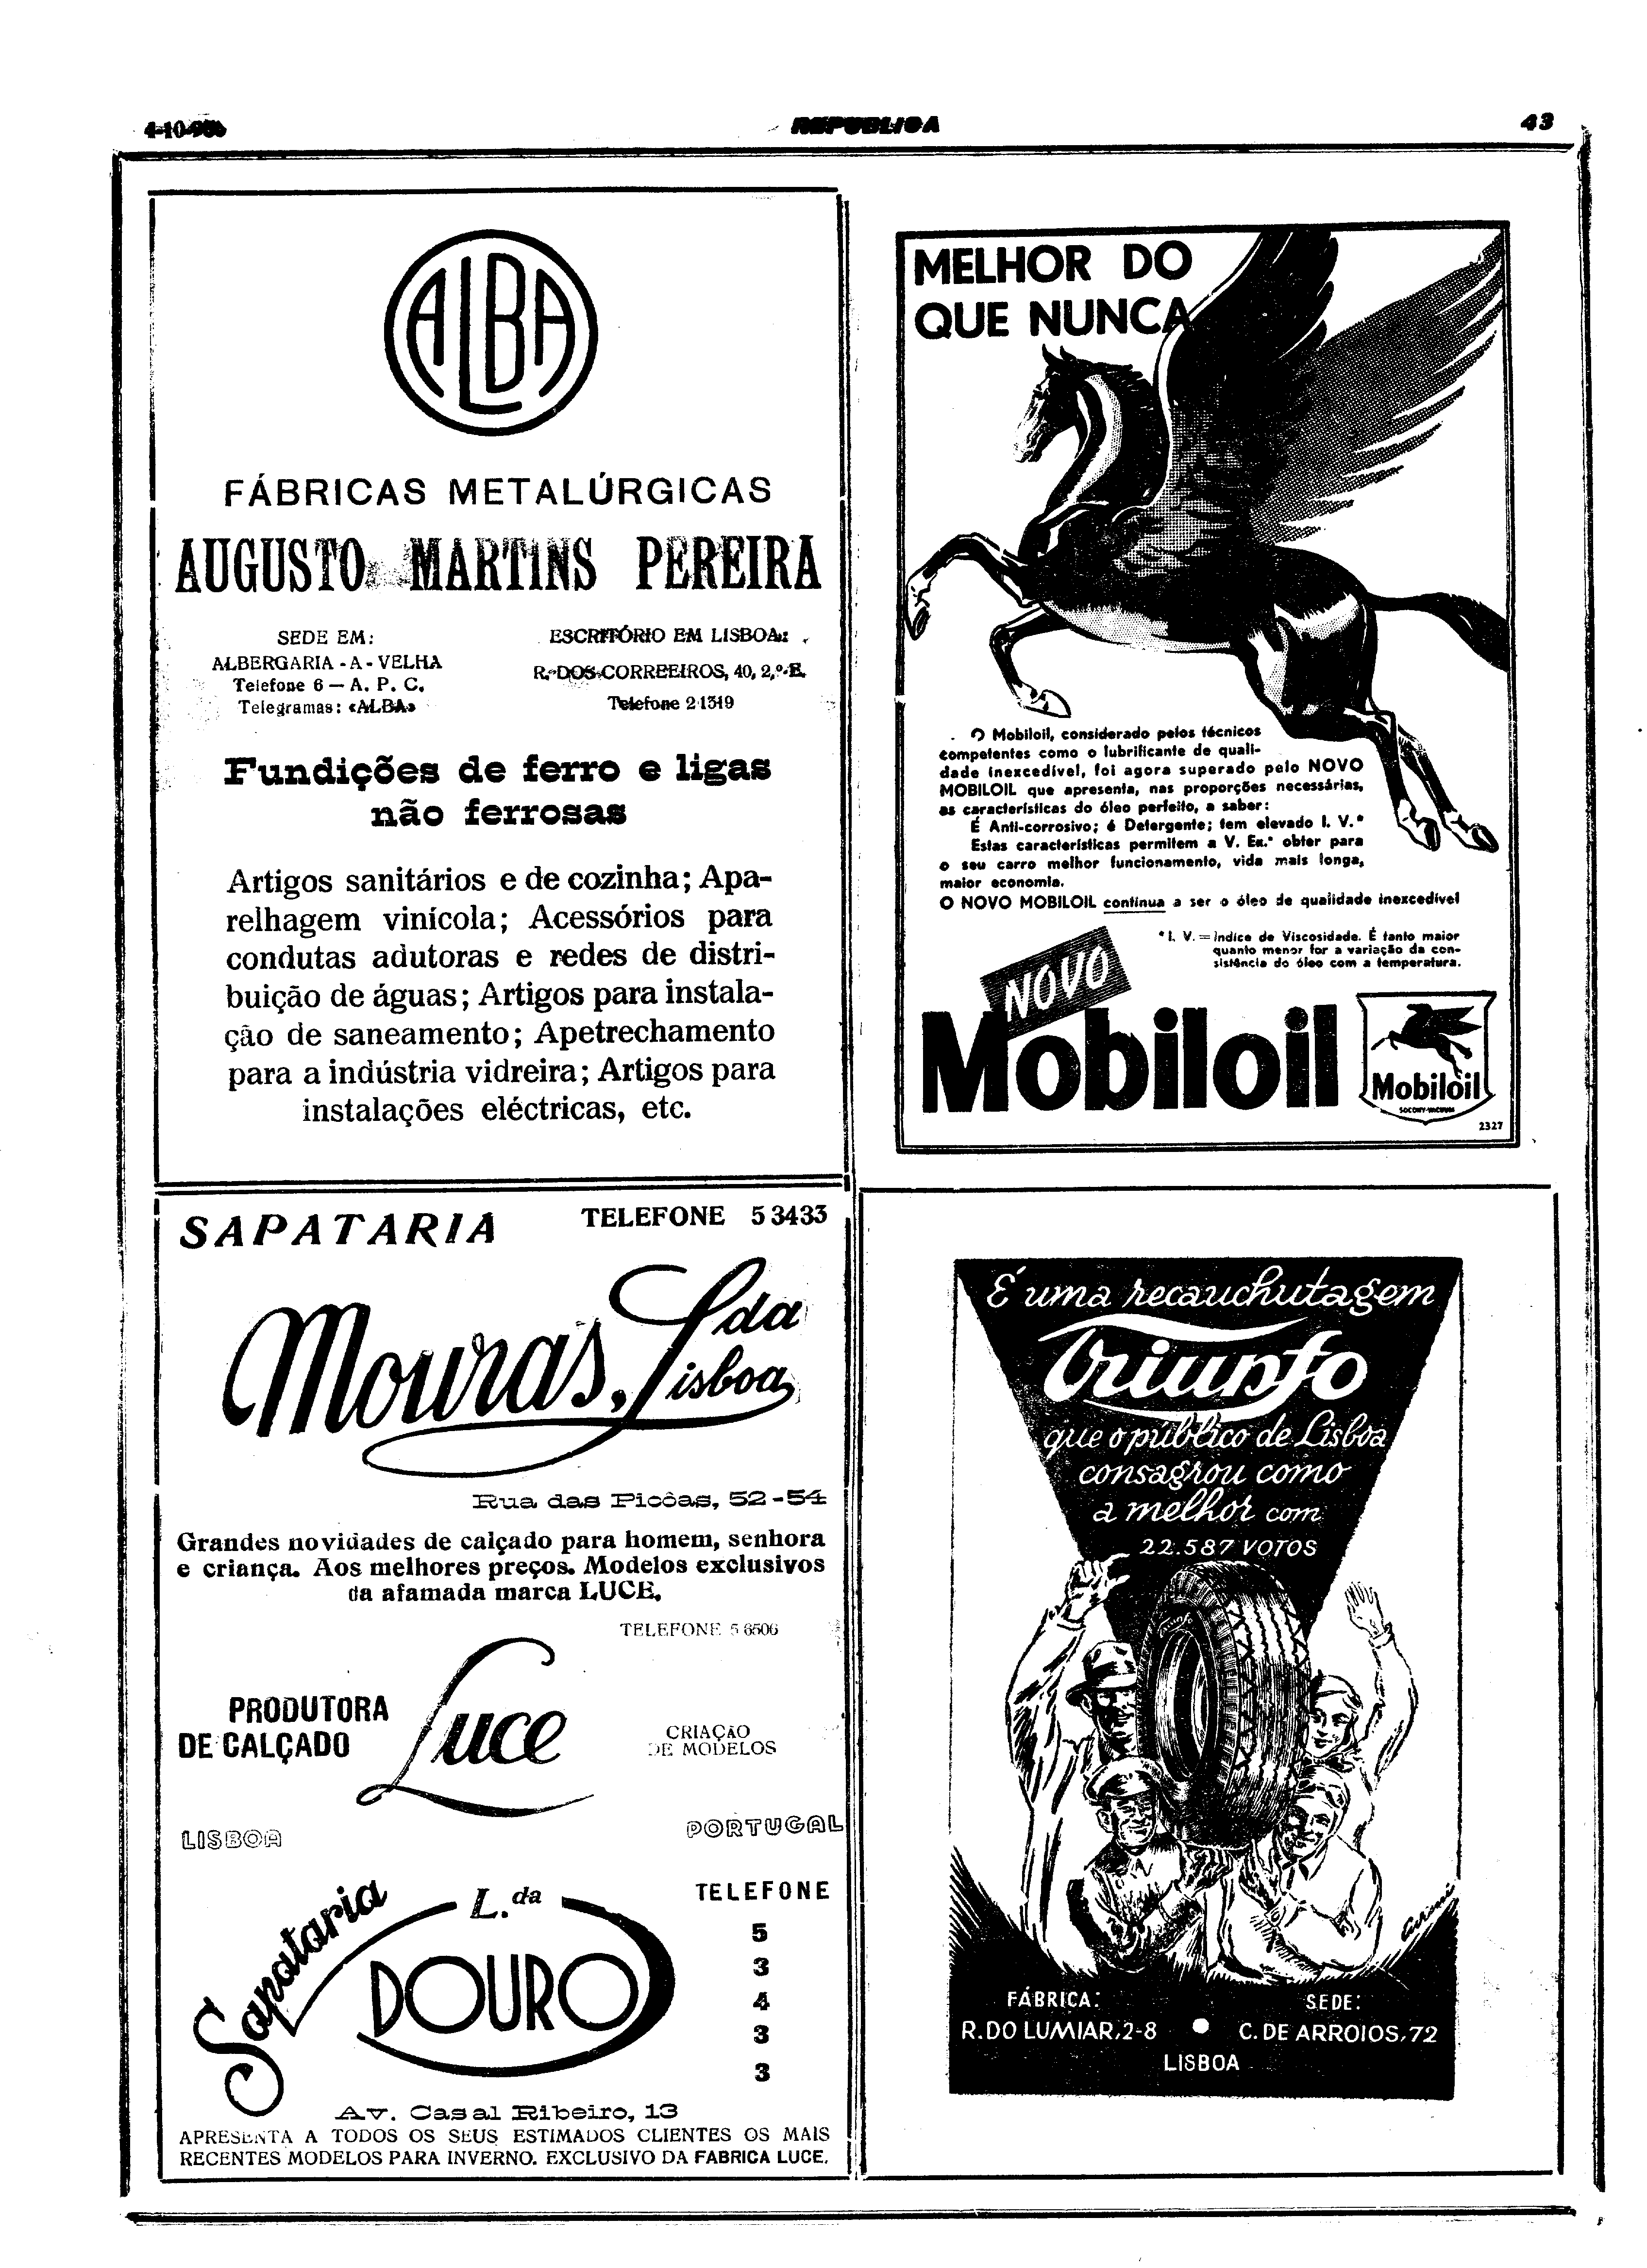 REPUBLICA
43
ALBA
FÁBRICAS METALÚRGICAS
AUGUSTO MARTINS PEREIRA
SEDE EM:
ALBERGARIA-A-VELHA
Telefone 6 — A. P. C.
Telegramas: «ALBA»
ESCRITÓRIO EM LISBOA:
R. DOS CORREEIROS, 40, 2,º-E.
Telefone 2 1319
Fundições de ferro e ligas
não ferrosas
Artigos sanitários e de cozinha; Apa-
relhagem vinícola; Acessórios para
condutas adutoras e redes de distri-
buição de águas; Artigos para instala-
ção de saneamento; Apetrechamento
para a indústria vidreira; Artigos para
instalações eléctricas, etc.
MELHOR DO
QUE NUNCA
O Mobiloil, considerado pelos técnicos
competentes como o lubrificante de quali-
dade inexcedível, foi agora superado pelo NOVO
MOBILOIL que apresenta, nas proporções necessárias,
as características do óleo perfeito, a saber:
É Anti-corrosivo; é Detergente; tem elevado I. V.*
Estas características permitem a V. Ex.ª obter para
o seu carro melhor funcionamento, vida mais longa,
maior economia.
O NOVO MOBILOIL continua a ser o óleo de qualidade inexcedível
* I. V. = Indice de Viscosidade. É tanto maior
quanto menor for a variação da con-
sistência do óleo com a temperatura.
NOVO
Mobiloil
Mobiloil
SOCONY-VACUUM
2327
SAPATARIA
TELEFONE 5 3433
Mouras, Lda
Lisboa
Rua das Picôas, 52-54
Grandes novidades de calçado para homem, senhora
e criança. Aos melhores preços. Modelos exclusivos
da afamada marca LUCE.
TELEFONE 5 6506
PRODUTORA
DE CALÇADO
Luce
CRIAÇÃO
DE MODELOS
LISBOA
PORTUGAL
Sapataria
L.da
DOURO
TELEFONE
5
3
4
3
3
Av. Casal Ribeiro, 13
APRESENTA A TODOS OS SEUS ESTIMADOS CLIENTES OS MAIS
RECENTES MODELOS PARA INVERNO. EXCLUSIVO DA FABRICA LUCE.
É uma recauchutagem
Triunfo
que o público de Lisboa
consagrou como
a melhor com
22.587 VOTOS
FÁBRICA:
R. DO LUMIAR, 2-8
SEDE:
C. DE ARROIOS, 72
LISBOA